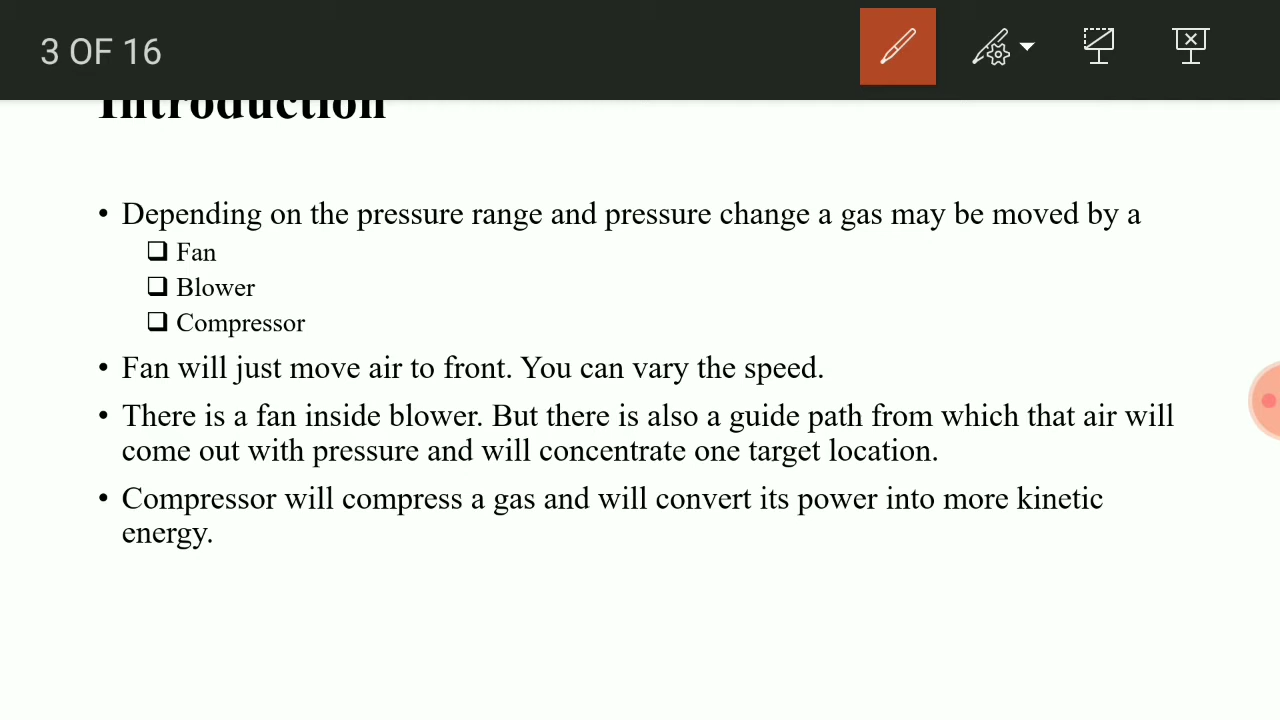 3 OF 16
Introduction
• Depending on the pressure range and pressure change a gas may be moved by a
❑ Fan
❑ Blower
❑ Compressor
• Fan will just move air to front. You can vary the speed.
• There is a fan inside blower. But there is also a guide path from which that air will
come out with pressure and will concentrate one target location.
• Compressor will compress a gas and will convert its power into more kinetic
energy.